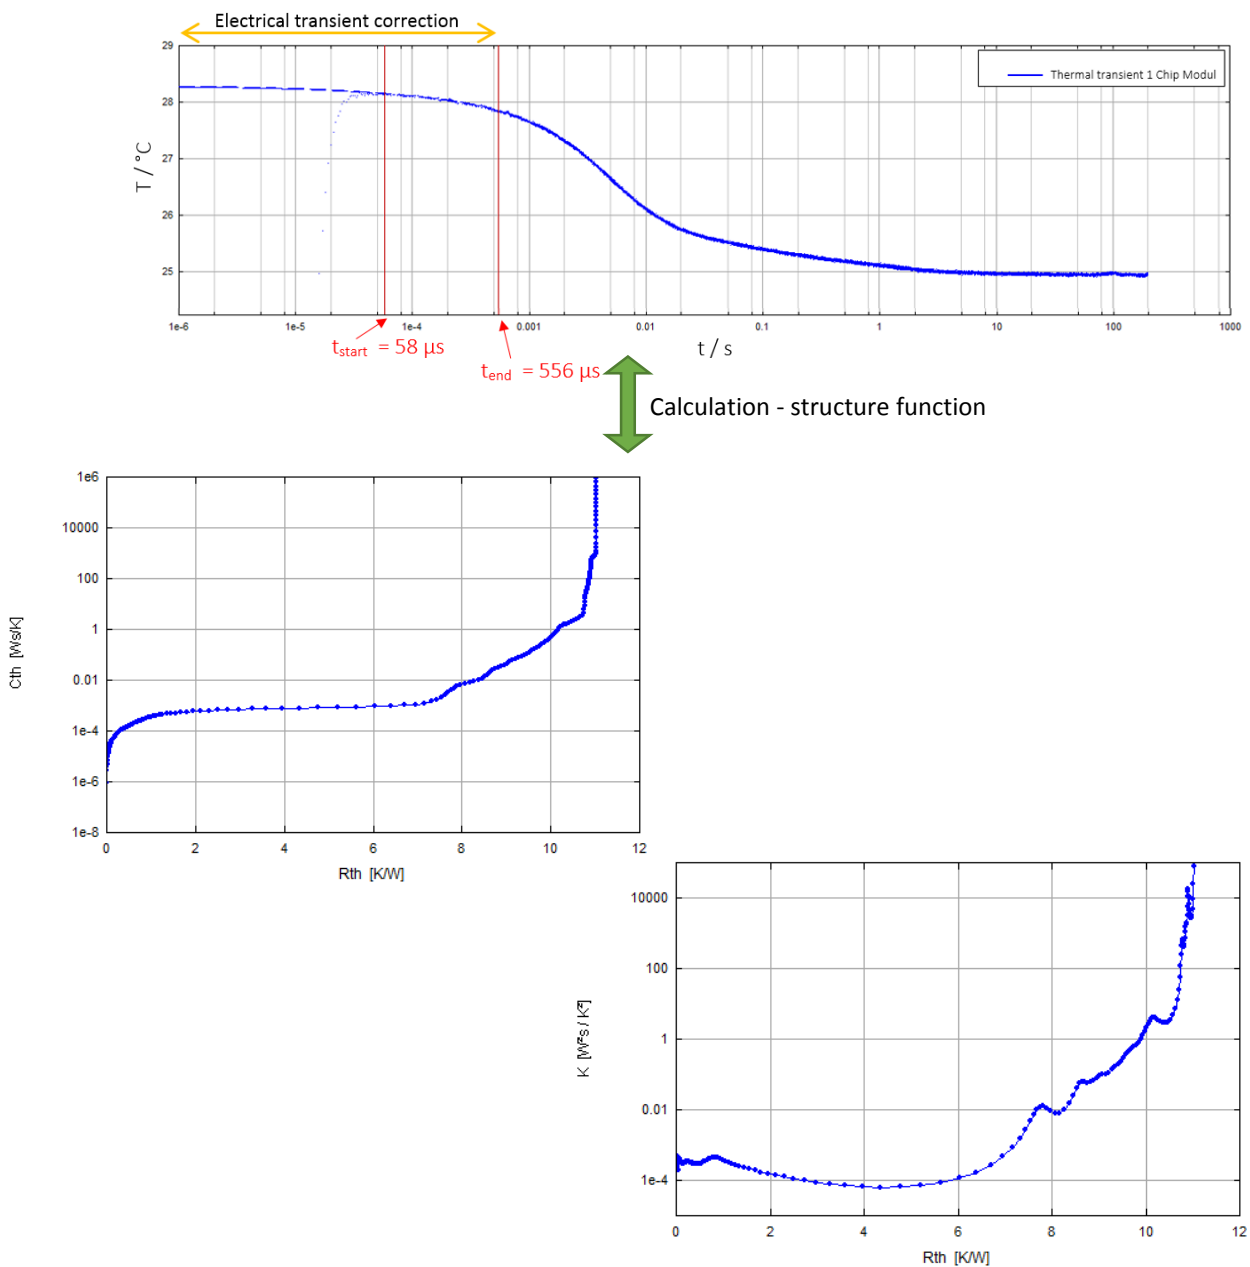 Electrical transient correction
29
28
27
26
25
T / °C
Thermal transient 1 Chip Modul
1e-6 1e-5 1e-4 0.001 0.01 0.1 1 10 100 1000
t / s
tstart = 58 µs
tend = 556 µs
Calculation - structure function
1e6
10000
100
1
0.01
1e-4
1e-6
1e-8
Cth [Ws/K]
0 2 4 6 8 10 12
Rth [K/W]
10000
100
1
0.01
1e-4
K [W²s / K²]
0 2 4 6 8 10 12
Rth [K/W]